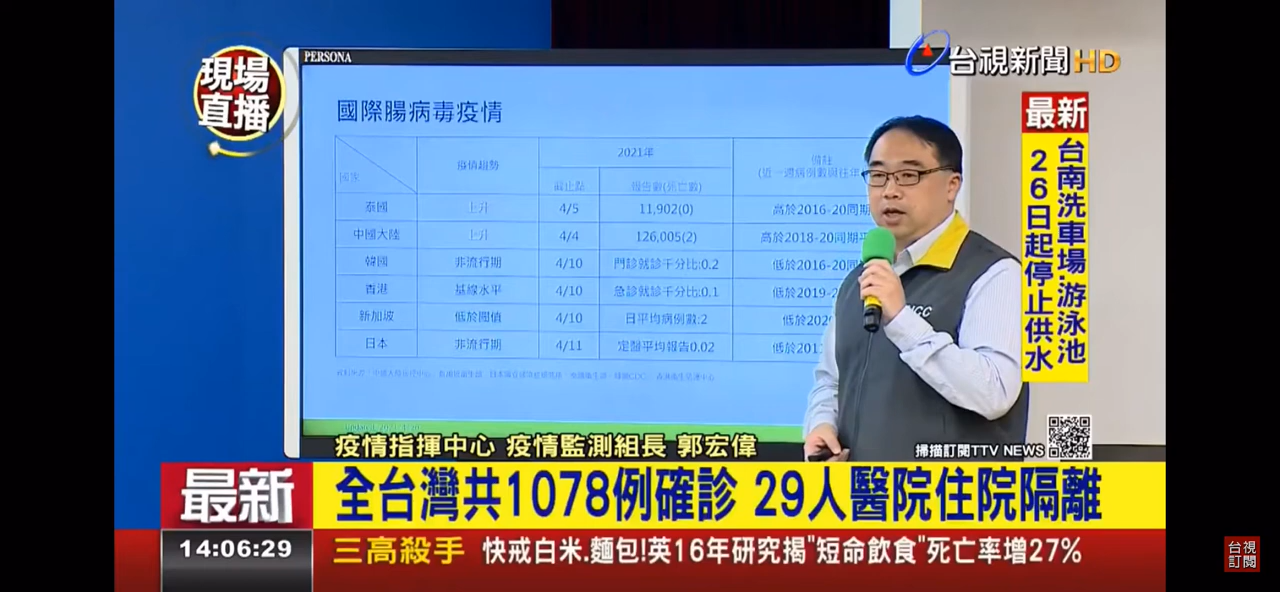 現場
直播
PERSONA
台視新聞HD
國際腸病毒疫情
國家
疫情趨勢
2021年
截止點
報告數(死亡數)
備註
(近一週病例數與往年
泰國 上升 4/5 11,902(0) 高於2016-20同期
中國大陸 上升 4/4 126,005(2) 高於2018-20同期平
韓國 非流行期 4/10 門診就診千分比:0.2 低於2016-20同
香港 基線水平 4/10 急診就診千分比:0.1 低於2019-2
新加坡 低於閾值 4/10 日平均病例數:2 低於202
日本 非流行期 4/11 定醫平均報告0.02 低於201
最新
台南洗車場.游泳池
26日起停止供水
疫情指揮中心 疫情監測組長 郭宏偉
掃描訂閱TTV NEWS
最新
全台灣共1078例確診 29人醫院住院隔離
14:06:29
三高殺手 快戒白米.麵包!英16年研究揭"短命飲食"死亡率增27%
台視
訂閱